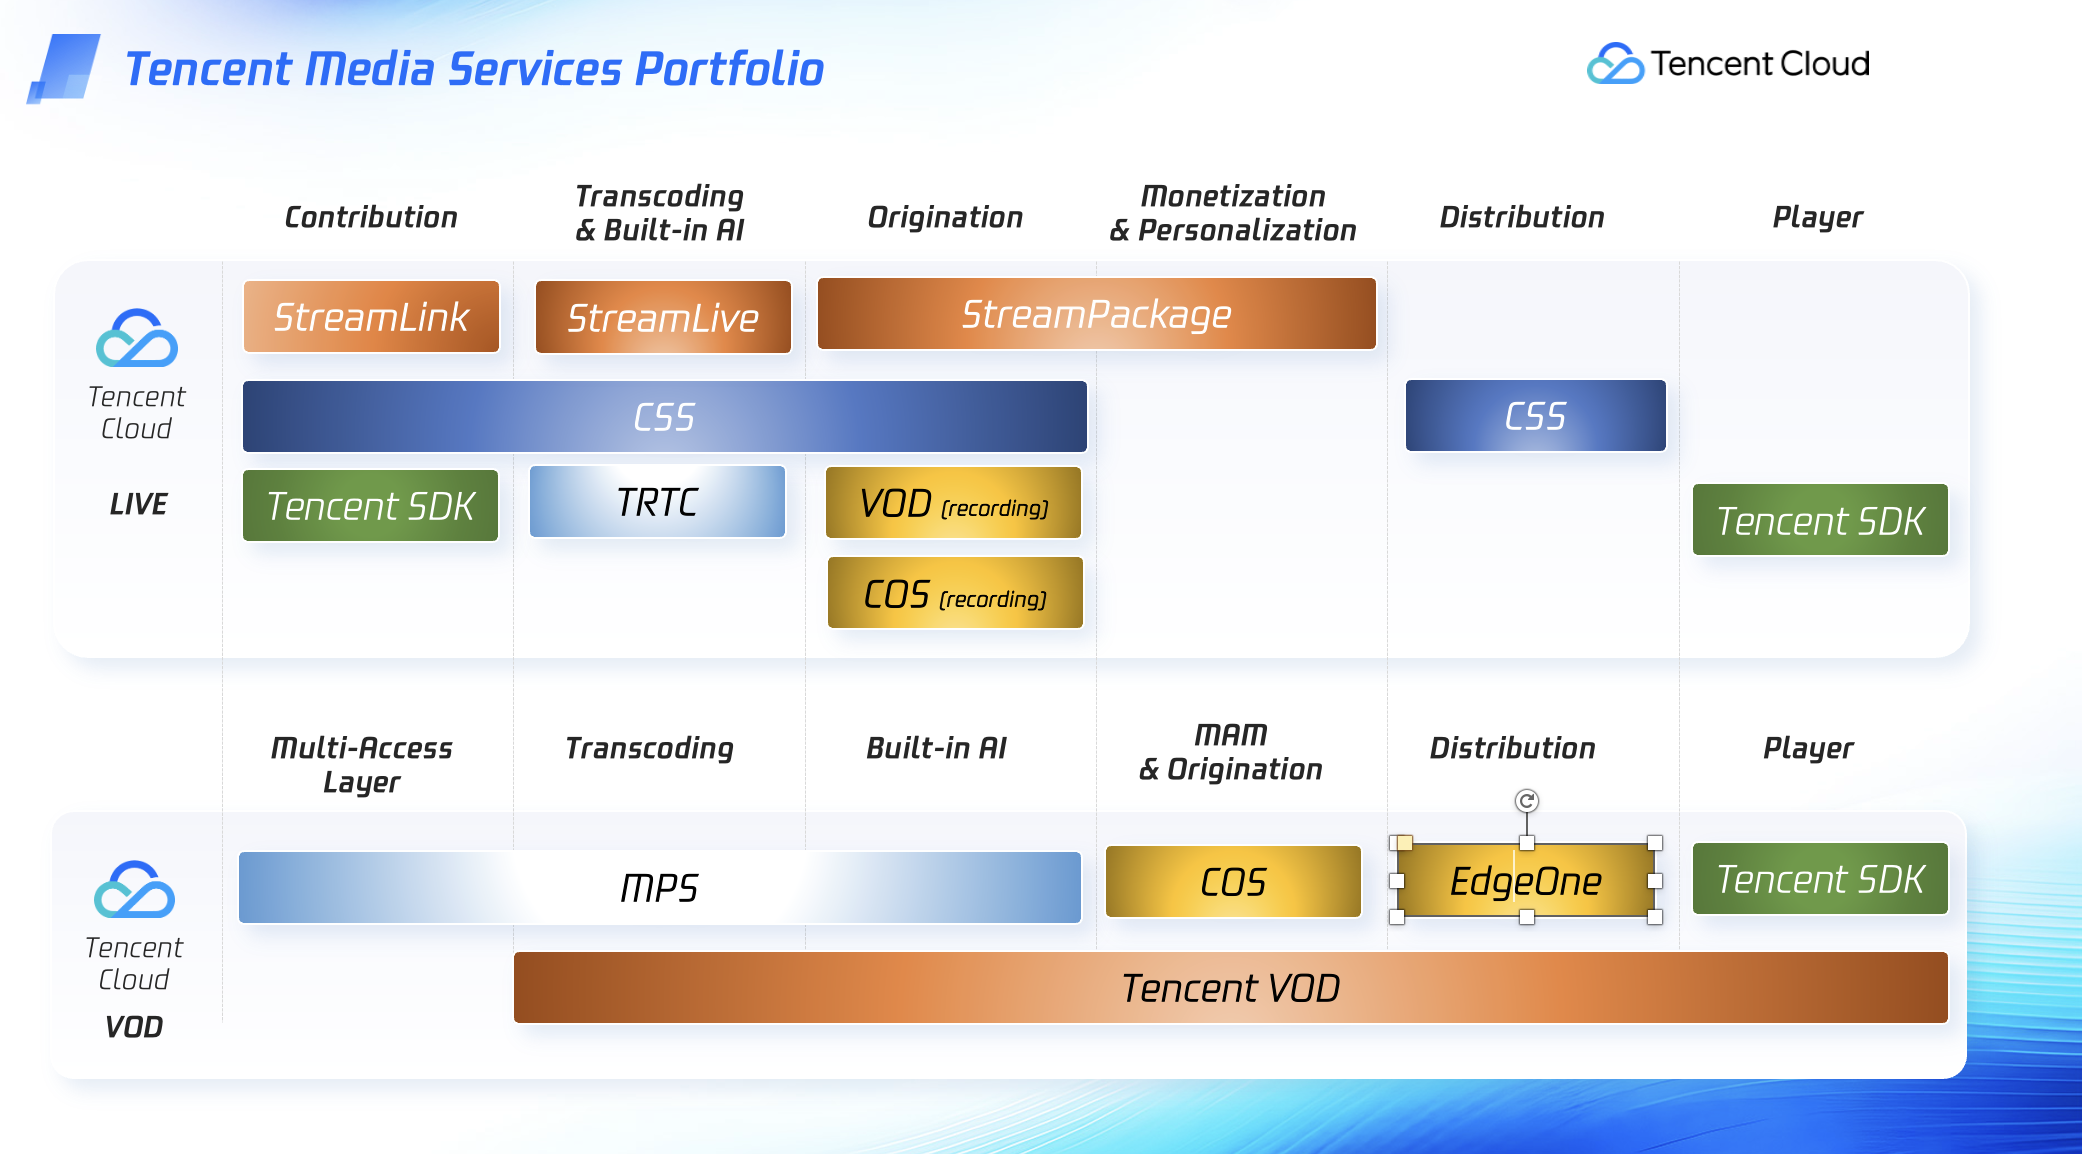 Tencent Media Services Portfolio
Tencent Cloud
Contribution
Transcoding
& Built-in AI
Origination
Monetization
& Personalization
Distribution
Player
Tencent
Cloud
LIVE
StreamLink
StreamLive
StreamPackage
CSS
CSS
Tencent SDK
TRTC
VOD (recording)
Tencent SDK
COS (recording)
Multi-Access
Layer
Transcoding
Built-in AI
MAM
& Origination
Distribution
Player
Tencent
Cloud
VOD
MPS
COS
EdgeOne
Tencent SDK
Tencent VOD